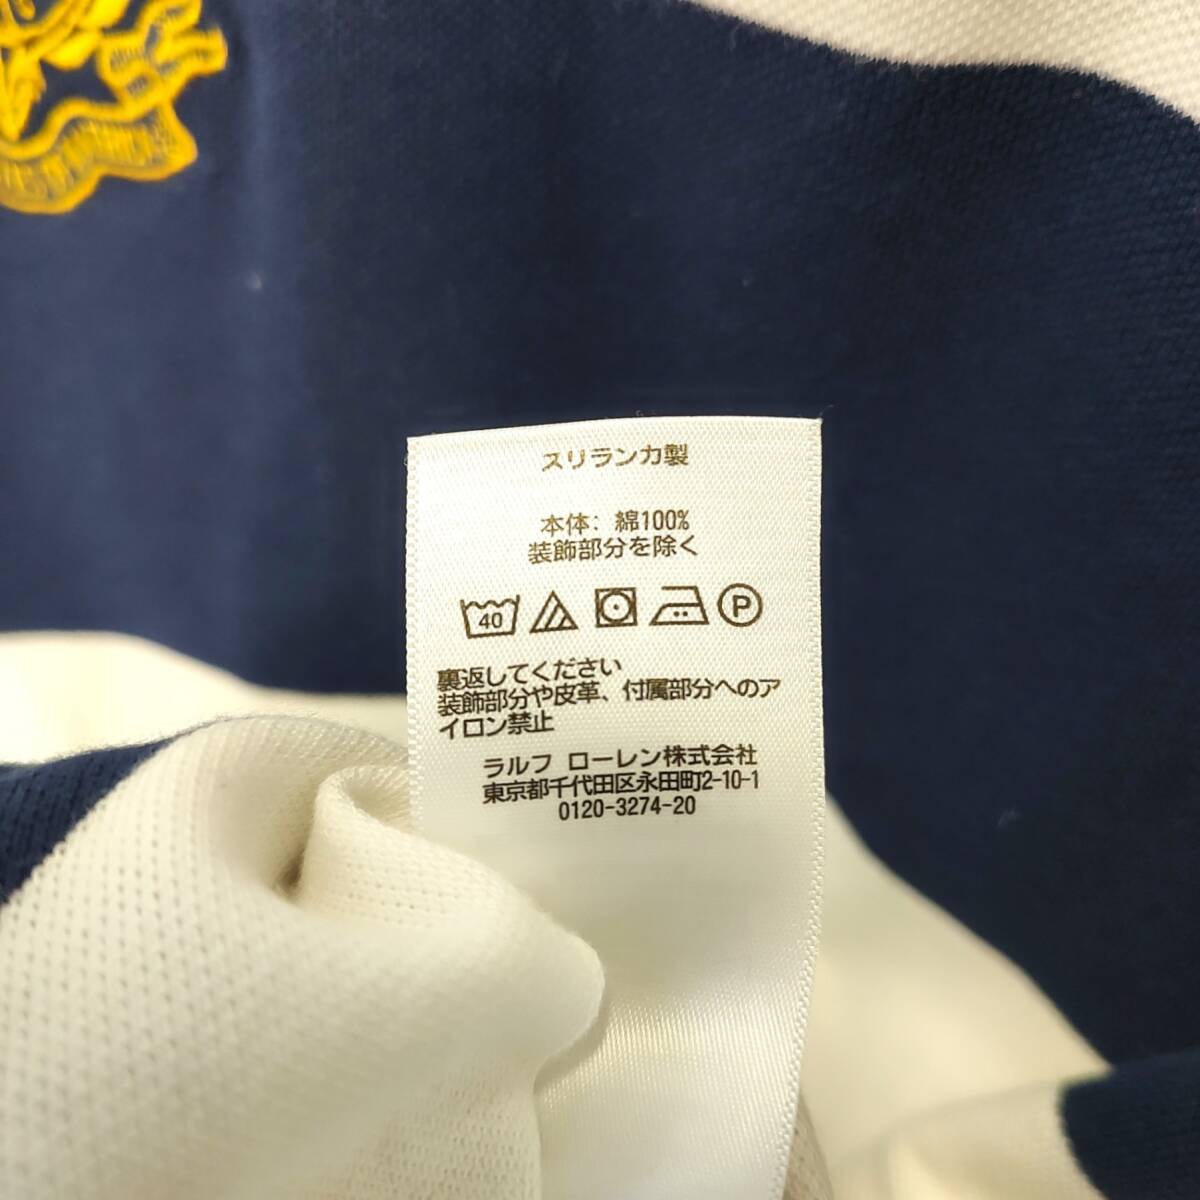 スリランカ製
本体: 綿100%
装飾部分を除く
40 P
裏返してください
装飾部分や皮革、付属部分へのア
イロン禁止
ラルフ ローレン株式会社
東京都千代田区永田町2-10-1
0120-3274-20